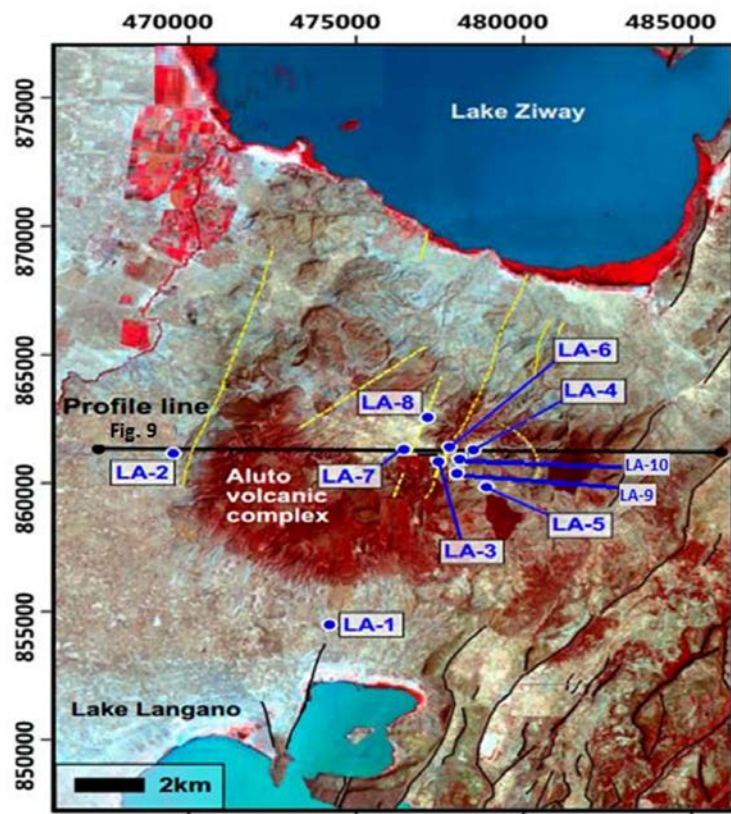 470000 475000 480000 485000
875000
Lake Ziway
870000
865000
LA-6
LA-4
LA-8
Profile line
Fig. 9
LA-2
LA-7
LA-10
860000
Aluto
volcanic
complex
LA-9
LA-5
LA-3
855000
LA-1
Lake Langano
850000
2km